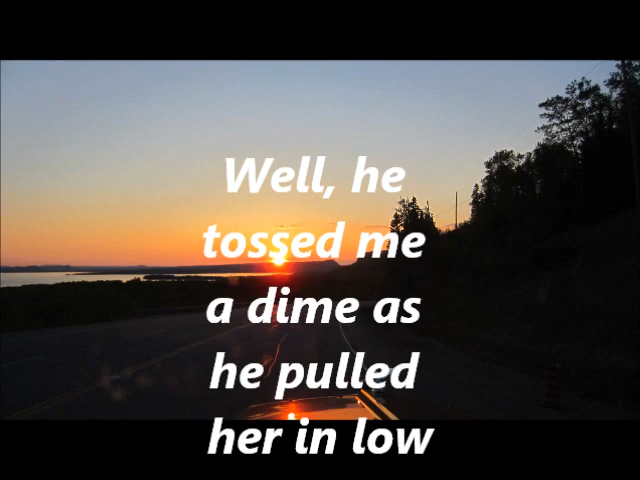 Well, he
tossed me
a dime as
he pulled
her in low